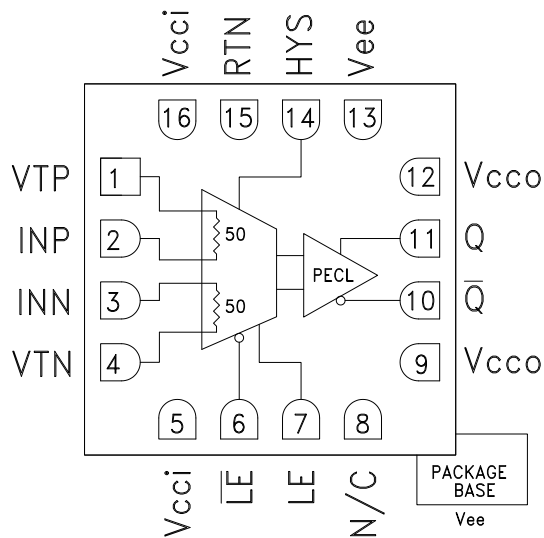 Vcci RTN HYS Vee
16 15 14 13
VTP 1 12 Vcco
INP 2 50 11 Q
PECL
INN 3 50 10 Q̅
VTN 4 9 Vcco
5 6 7 8
Vcci L̅E̅ LE N/C
PACKAGE
BASE
Vee